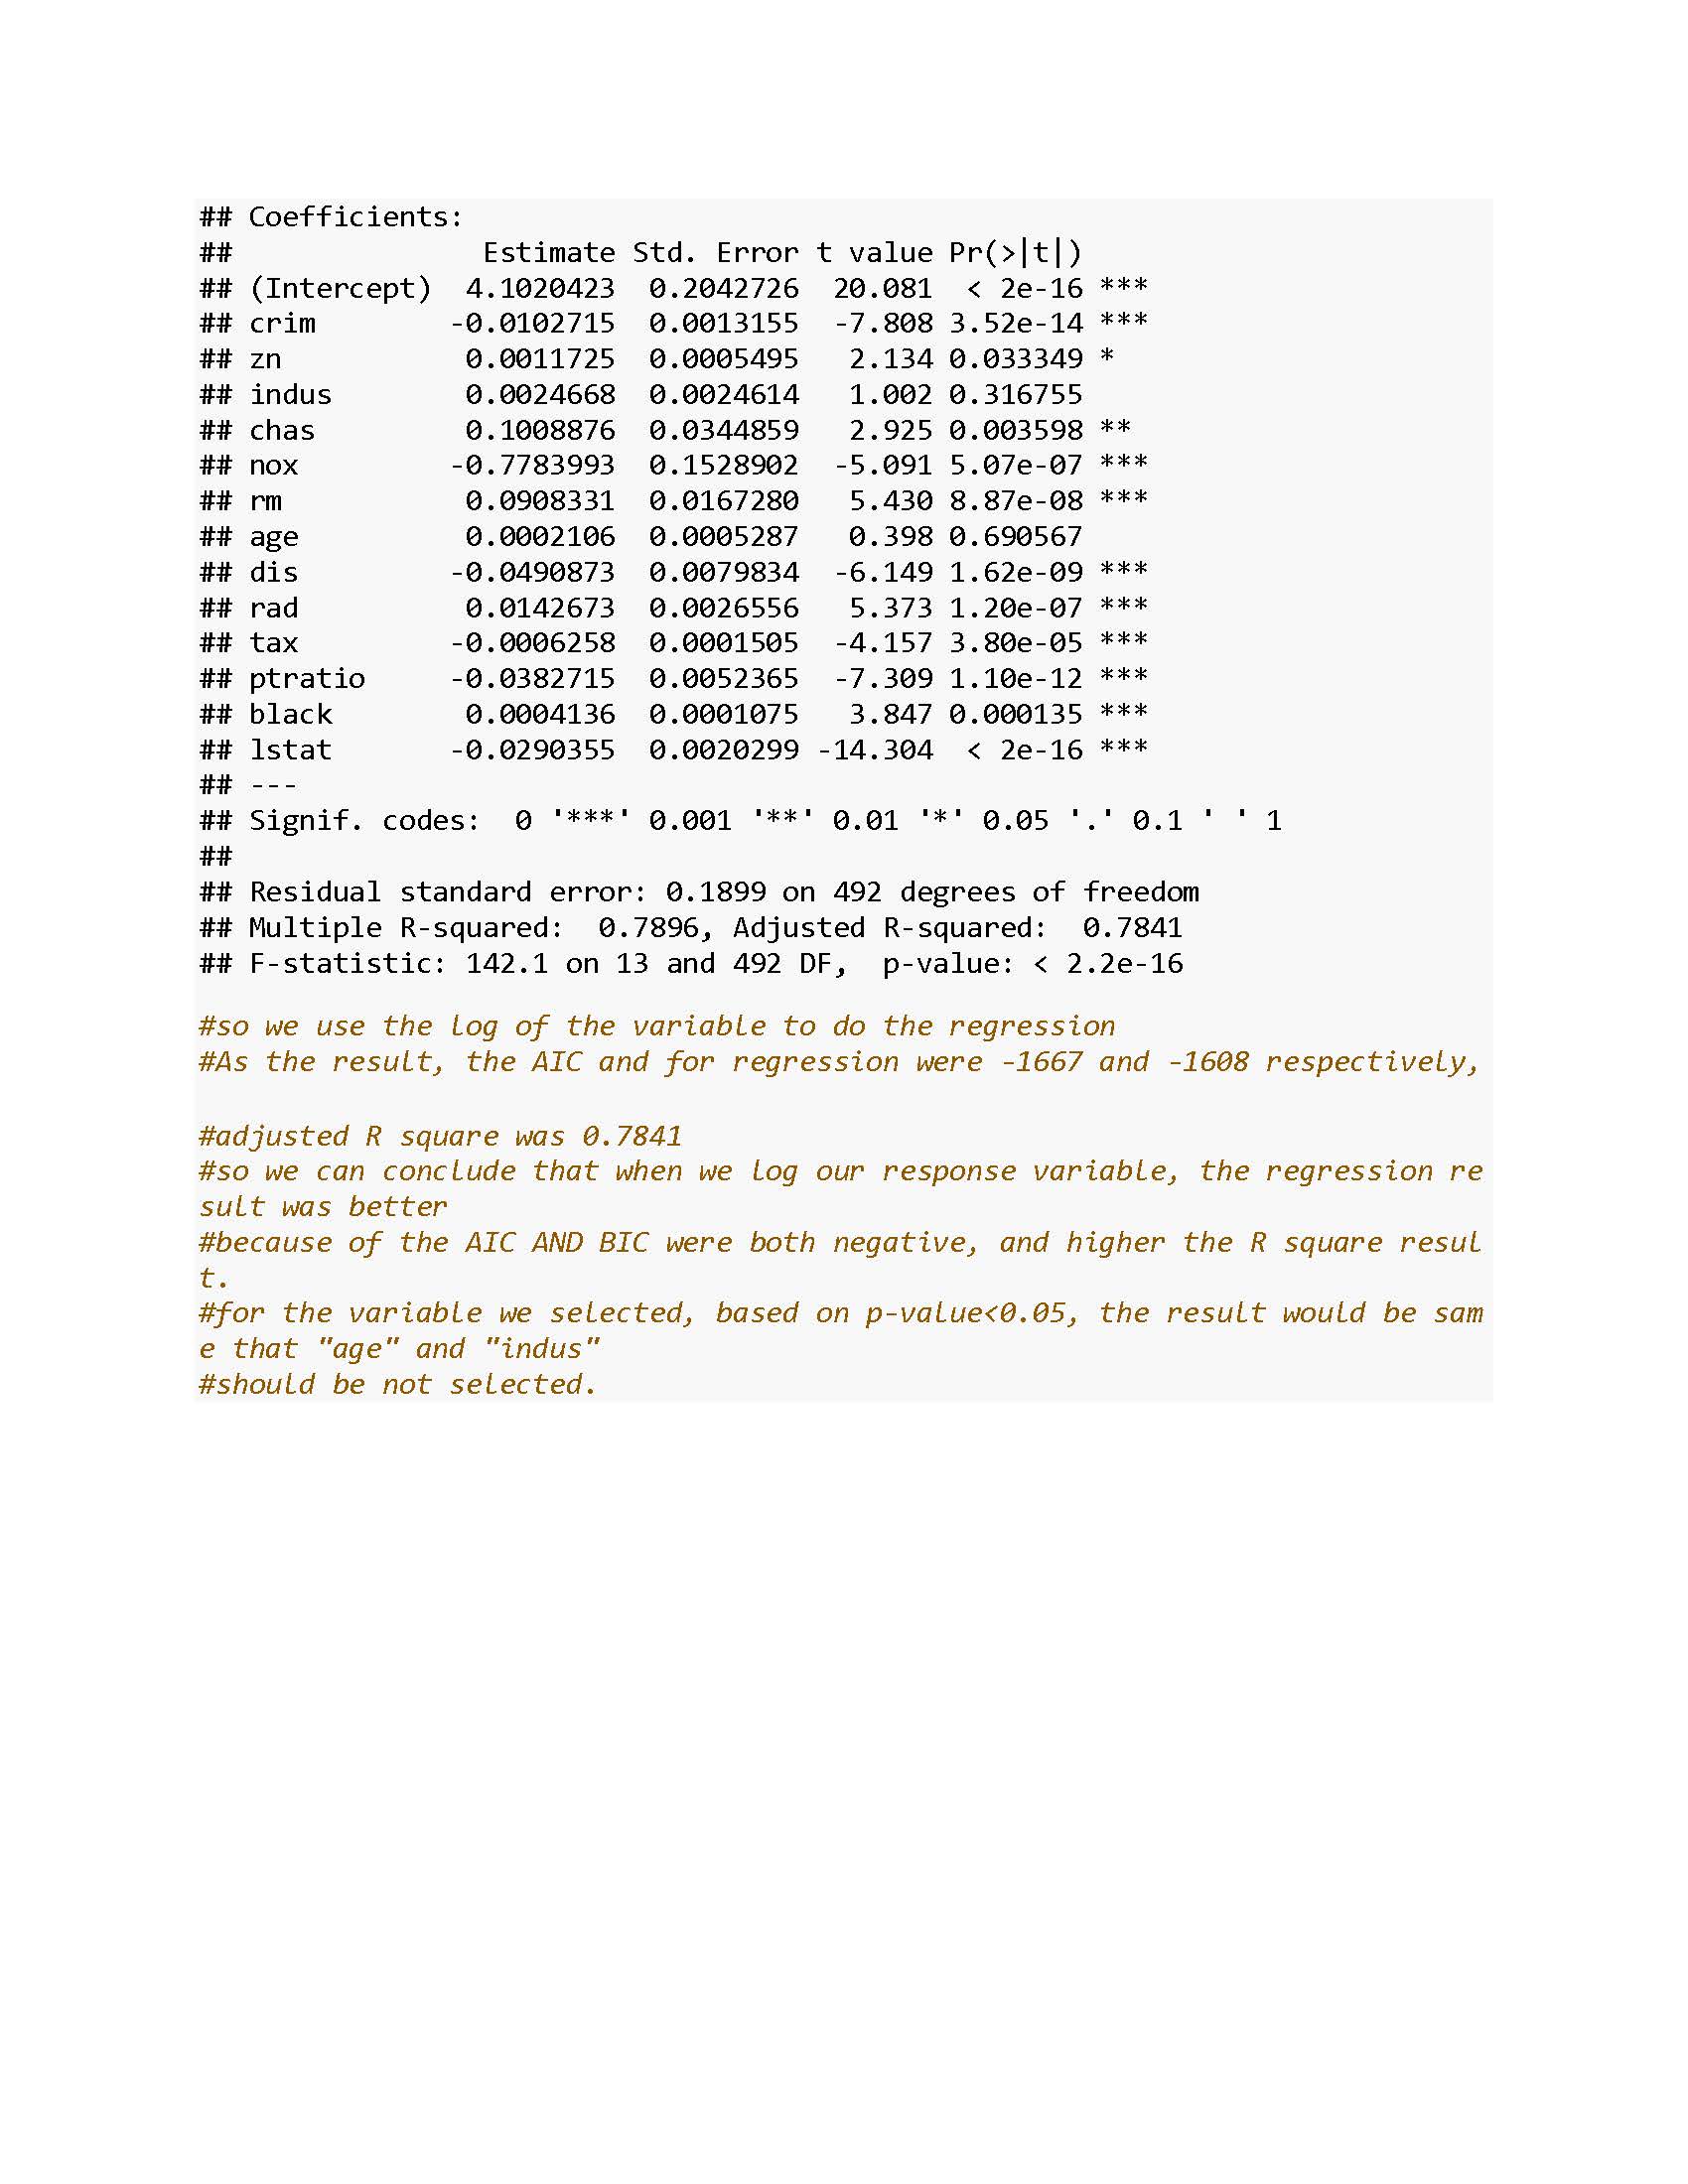 ## Coefficients:
##               Estimate Std. Error t value Pr(>|t|)
## (Intercept)  4.1020423  0.2042726  20.081  < 2e-16 ***
## crim        -0.0102715  0.0013155  -7.808 3.52e-14 ***
## zn           0.0011725  0.0005495   2.134 0.033349 *
## indus        0.0024668  0.0024614   1.002 0.316755
## chas         0.1008876  0.0344859   2.925 0.003598 **
## nox         -0.7783993  0.1528902  -5.091 5.07e-07 ***
## rm           0.0908331  0.0167280   5.430 8.87e-08 ***
## age          0.0002106  0.0005287   0.398 0.690567
## dis         -0.0490873  0.0079834  -6.149 1.62e-09 ***
## rad          0.0142673  0.0026556   5.373 1.20e-07 ***
## tax         -0.0006258  0.0001505  -4.157 3.80e-05 ***
## ptratio     -0.0382715  0.0052365  -7.309 1.10e-12 ***
## black        0.0004136  0.0001075   3.847 0.000135 ***
## lstat       -0.0290355  0.0020299 -14.304  < 2e-16 ***
## ---
## Signif. codes:  0 '***' 0.001 '**' 0.01 '*' 0.05 '.' 0.1 ' ' 1
##
## Residual standard error: 0.1899 on 492 degrees of freedom
## Multiple R-squared:  0.7896, Adjusted R-squared:  0.7841
## F-statistic: 142.1 on 13 and 492 DF,  p-value: < 2.2e-16
#so we use the log of the variable to do the regression
#As the result, the AIC and for regression were -1667 and -1608 respectively,
#adjusted R square was 0.7841
#so we can conclude that when we log our response variable, the regression re
sult was better
#because of the AIC AND BIC were both negative, and higher the R square resul
t.
#for the variable we selected, based on p-value<0.05, the result would be sam
e that "age" and "indus"
#should be not selected.